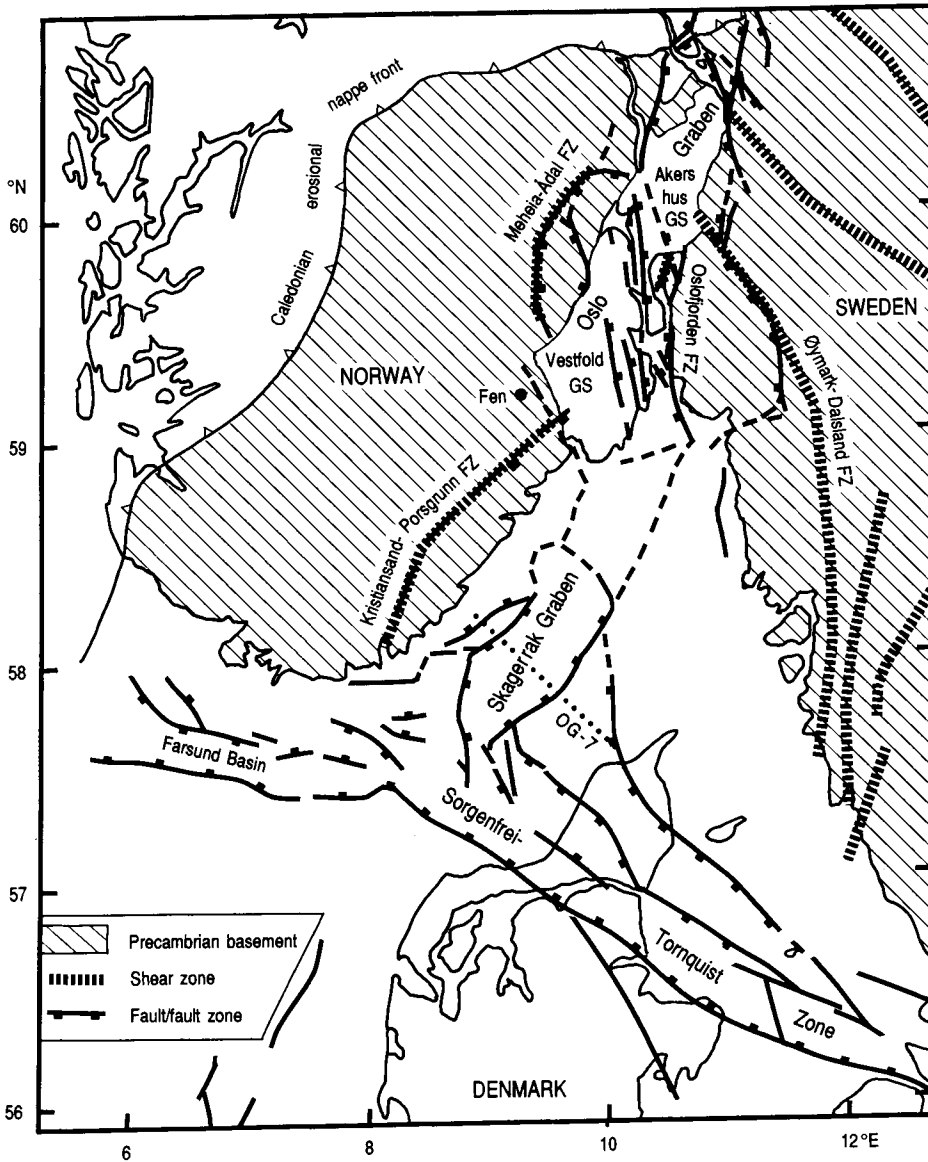 nappe front
erosional
Caledonian
°N
60
59
58
57
56
Meheia-Ådal FZ
Graben
Akers
hus
GS
Oslo
Oslofjorden FZ
SWEDEN
Øymark-Dalsland FZ
NORWAY
Vestfold
GS
Fen
Kristiansand-Porsgrunn FZ
Skagerrak Graben
OG-7
Farsund Basin
Sorgenfrei-
Tornquist
Zone
Precambrian basement
Shear zone
Fault/fault zone
DENMARK
6
8
10
12°E